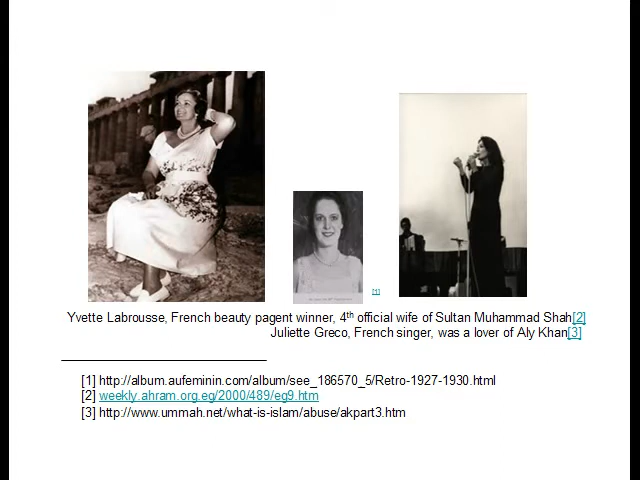 [1]
Yvette Labrousse, French beauty pagent winner, 4th official wife of Sultan Muhammad Shah[2]
Juliette Greco, French singer, was a lover of Aly Khan[3]
[1] http://album.aufeminin.com/album/see_186570_5/Retro-1927-1930.html
[2] weekly.ahram.org.eg/2000/489/eg9.htm
[3] http://www.ummah.net/what-is-islam/abuse/akpart3.htm